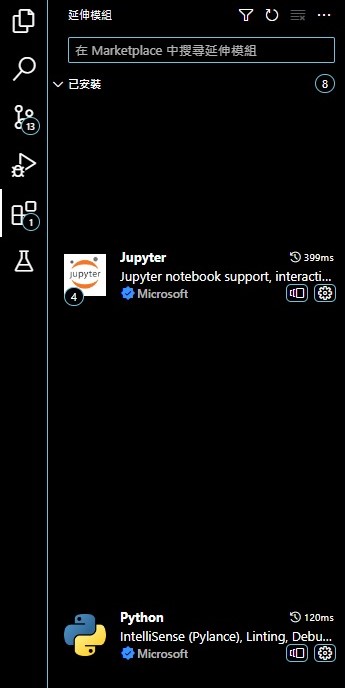 延伸模組
在 Marketplace 中搜尋延伸模組
已安裝 8
13
1
Jupyter 399ms
jupyter
Jupyter notebook support, interacti...
4
Microsoft
Python 120ms
IntelliSense (Pylance), Linting, Debu...
Microsoft